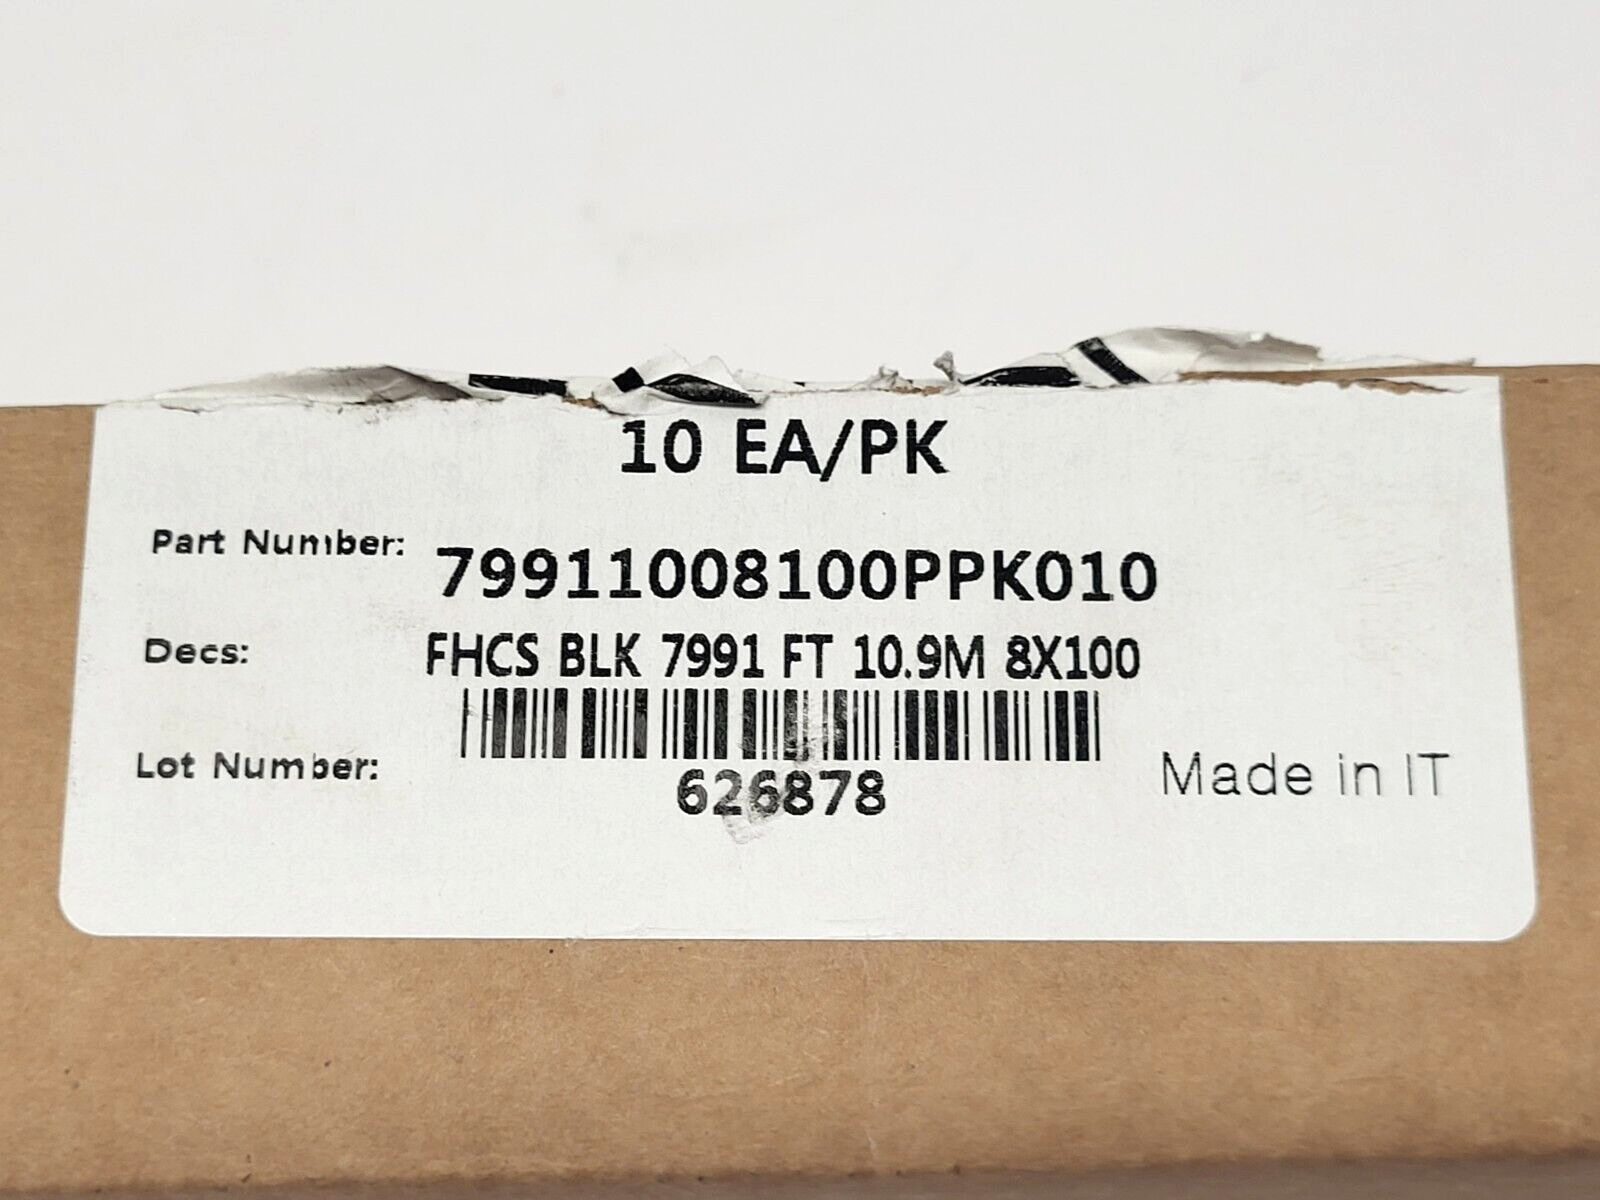 10 EA/PK
Part Number: 79911008100PPK010
Decs: FHCS BLK 7991 FT 10.9M 8X100
Lot Number: 626878
Made in IT